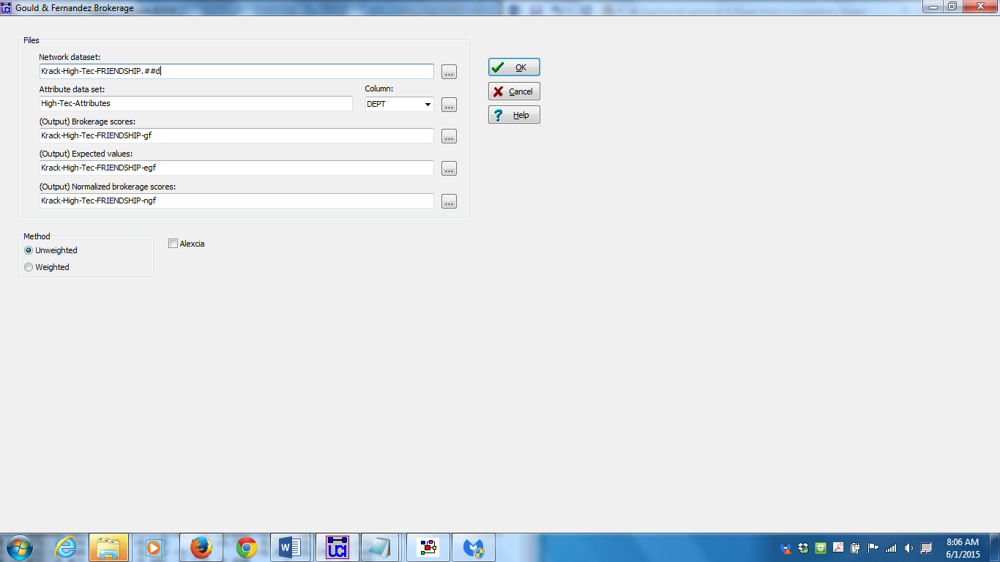 Gould & Fernandez Brokerage
Files
Network dataset:
Krack-High-Tec-FRIENDSHIP.##d
...
Attribute data set:
Column:
High-Tec-Attributes
DEPT
...
(Output) Brokerage scores:
Krack-High-Tec-FRIENDSHIP-gf
...
(Output) Expected values:
Krack-High-Tec-FRIENDSHIP-egf
...
(Output) Normalized brokerage scores:
Krack-High-Tec-FRIENDSHIP-ngf
...
OK
Cancel
Help
Method
Unweighted
Weighted
Alexcia
UCI
8:06 AM
6/1/2015